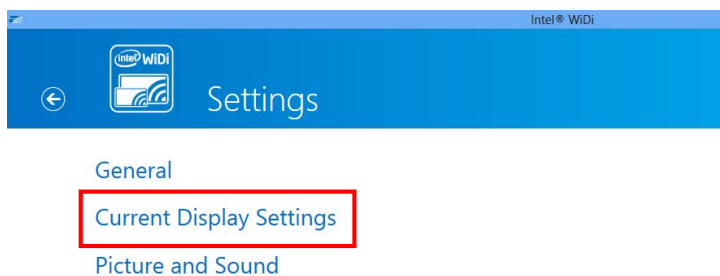 Intel® WiDi
intel WiDi
Settings
General
Current Display Settings
Picture and Sound